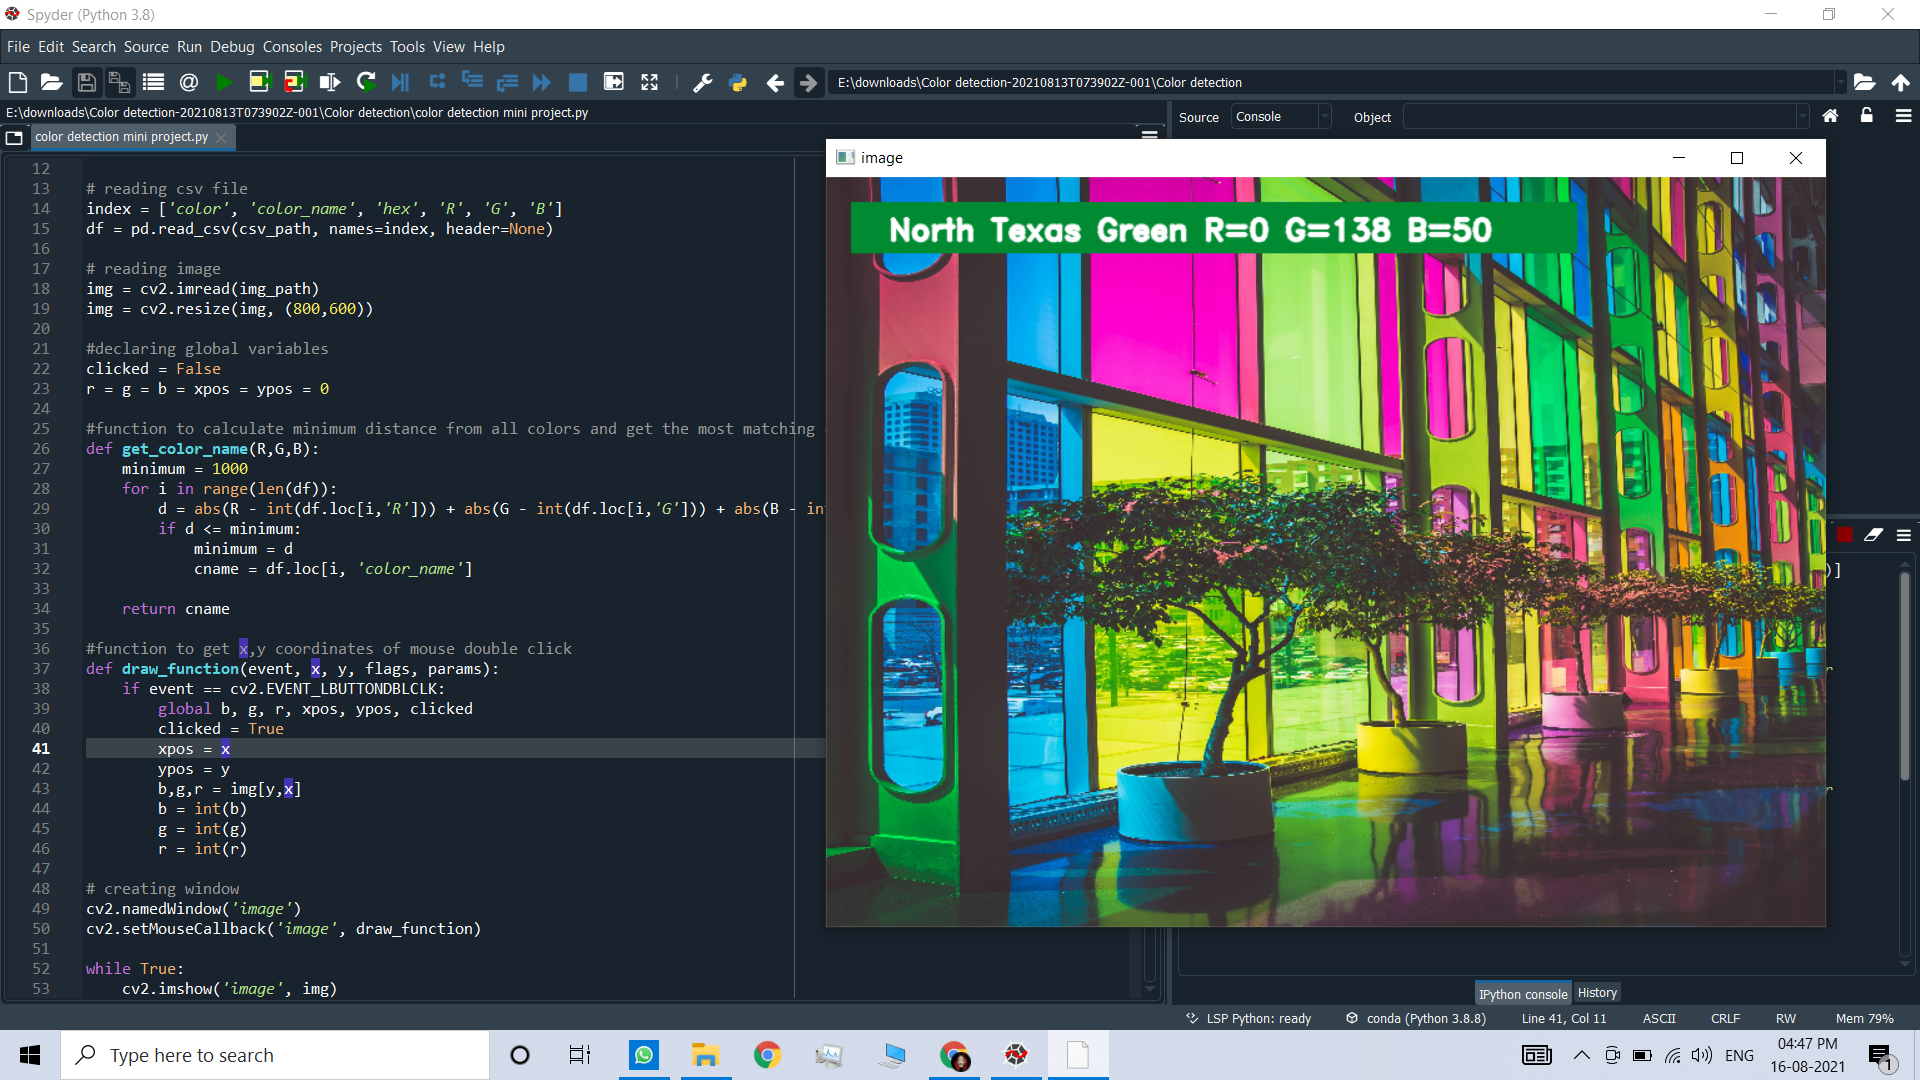 Spyder (Python 3.8)
File Edit Search Source Run Debug Consoles Projects Tools View Help
E:\downloads\Color detection-20210813T073902Z-001\Color detection
E:\downloads\Color detection-20210813T073902Z-001\Color detection\color detection mini project.py
Source Console Object
color detection mini project.py
12
13 # reading csv file
14 index = ['color', 'color_name', 'hex', 'R', 'G', 'B']
15 df = pd.read_csv(csv_path, names=index, header=None)
16
17 # reading image
18 img = cv2.imread(img_path)
19 img = cv2.resize(img, (800,600))
20
21 #declaring global variables
22 clicked = False
23 r = g = b = xpos = ypos = 0
24
25 #function to calculate minimum distance from all colors and get the most matching
26 def get_color_name(R,G,B):
27 minimum = 1000
28 for i in range(len(df)):
29 d = abs(R - int(df.loc[i,'R'])) + abs(G - int(df.loc[i,'G'])) + abs(B - in
30 if d <= minimum:
31 minimum = d
32 cname = df.loc[i, 'color_name']
33
34 return cname
35
36 #function to get x,y coordinates of mouse double click
37 def draw_function(event, x, y, flags, params):
38 if event == cv2.EVENT_LBUTTONDBLCLK:
39 global b, g, r, xpos, ypos, clicked
40 clicked = True
41 xpos = x
42 ypos = y
43 b,g,r = img[y,x]
44 b = int(b)
45 g = int(g)
46 r = int(r)
47
48 # creating window
49 cv2.namedWindow('image')
50 cv2.setMouseCallback('image', draw_function)
51
52 while True:
53 cv2.imshow('image', img)
image
North Texas Green R=0 G=138 B=50
)]
r
r
IPython console History
LSP Python: ready conda (Python 3.8.8) Line 41, Col 11 ASCII CRLF RW Mem 79%
Type here to search
ENG
04:47 PM
16-08-2021
1